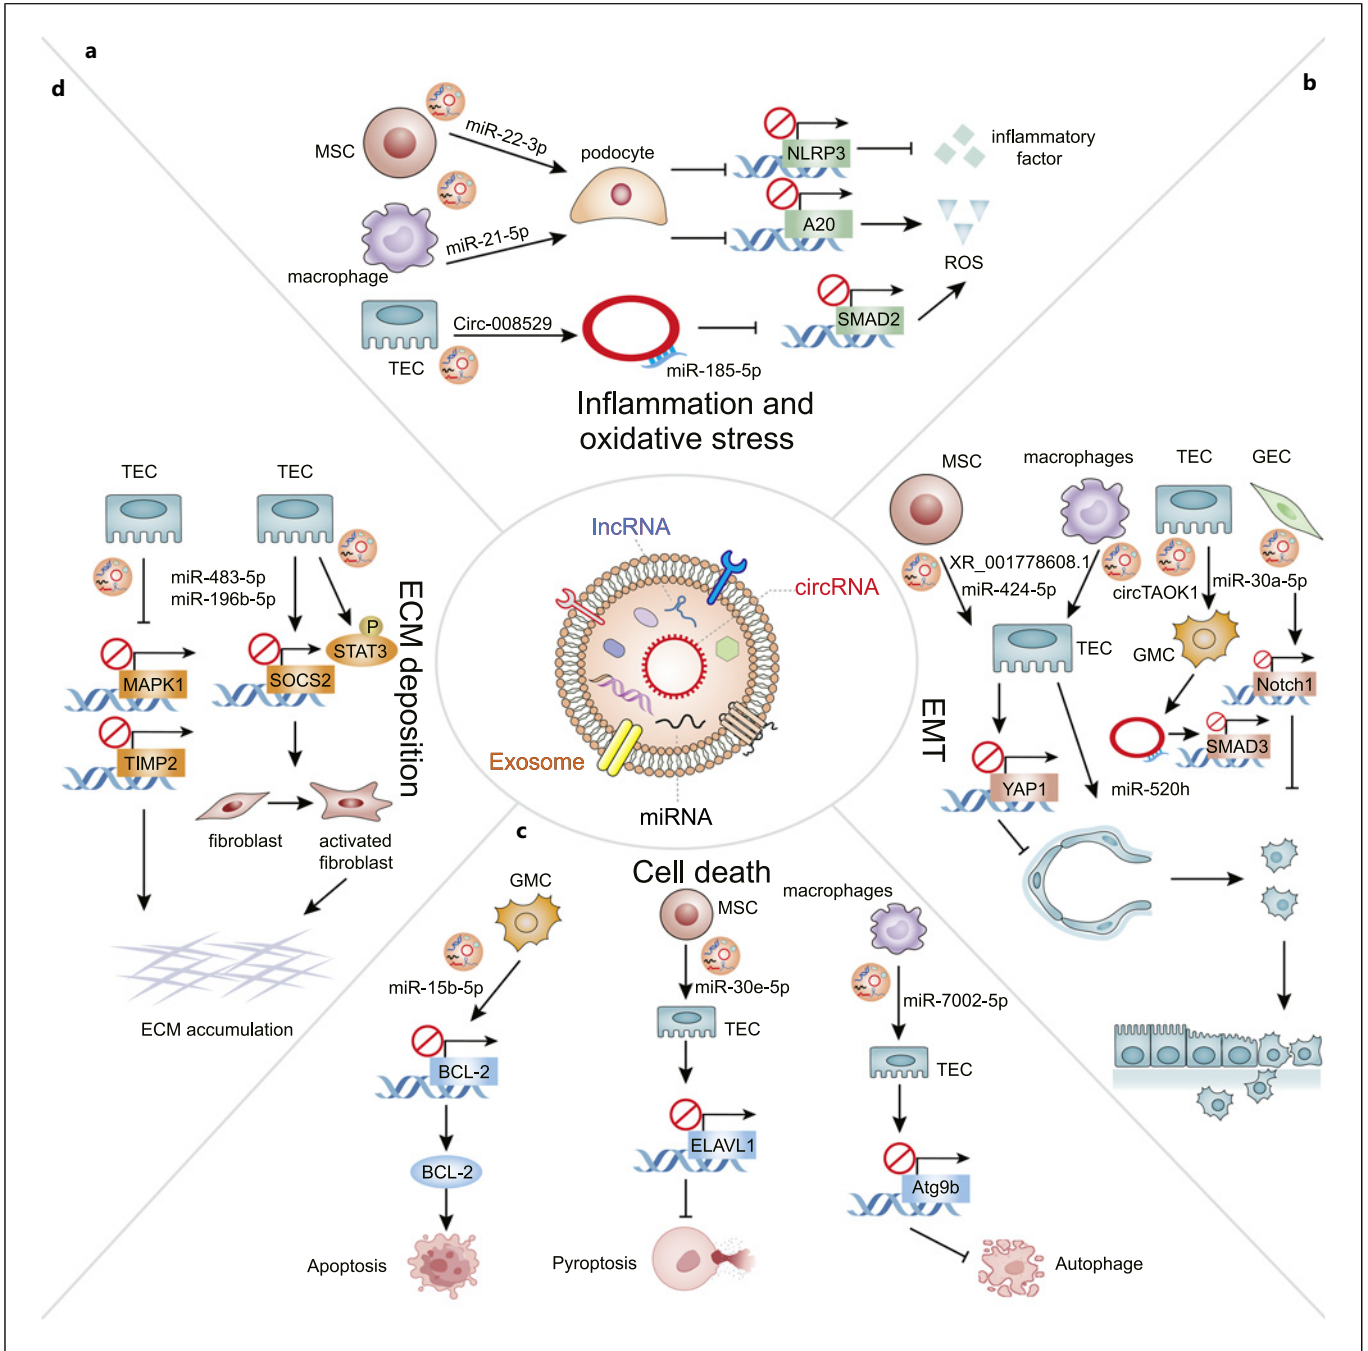 a
d
b
MSC
miR-22-3p
podocyte
NLRP3
inflammatory
factor
macrophage
miR-21-5p
A20
ROS
TEC
Circ-008529
miR-185-5p
SMAD2
Inflammation and
oxidative stress
TEC
TEC
miR-483-5p
miR-196b-5p
P
STAT3
MAPK1
SOCS2
TIMP2
fibroblast
activated
fibroblast
ECM accumulation
ECM deposition
lncRNA
circRNA
Exosome
miRNA
MSC
macrophages
TEC
GEC
XR_001778608.1
miR-424-5p
circTAOK1
miR-30a-5p
TEC
GMC
Notch1
SMAD3
YAP1
miR-520h
EMT
c
Cell death
GMC
MSC
macrophages
miR-15b-5p
miR-30e-5p
miR-7002-5p
TEC
TEC
BCL-2
ELAVL1
BCL-2
Atg9b
Apoptosis
Pyroptosis
Autophage